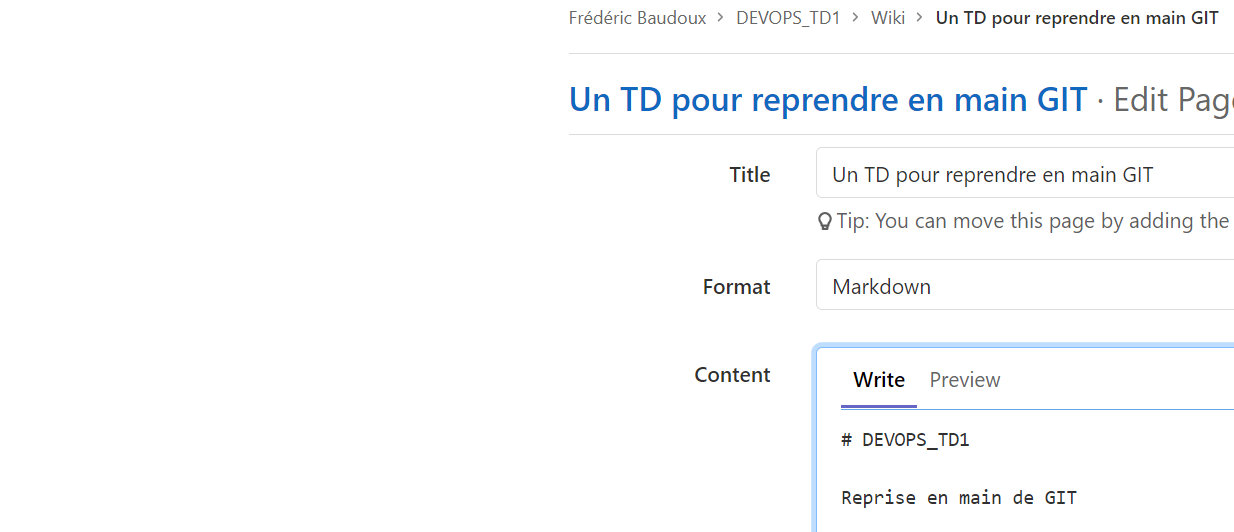 Frédéric Baudoux > DEVOPS_TD1 > Wiki > Un TD pour reprendre en main GIT
Un TD pour reprendre en main GIT · Edit Pag
Title Un TD pour reprendre en main GIT
Tip: You can move this page by adding the
Format Markdown
Content
Write Preview
# DEVOPS_TD1
Reprise en main de GIT